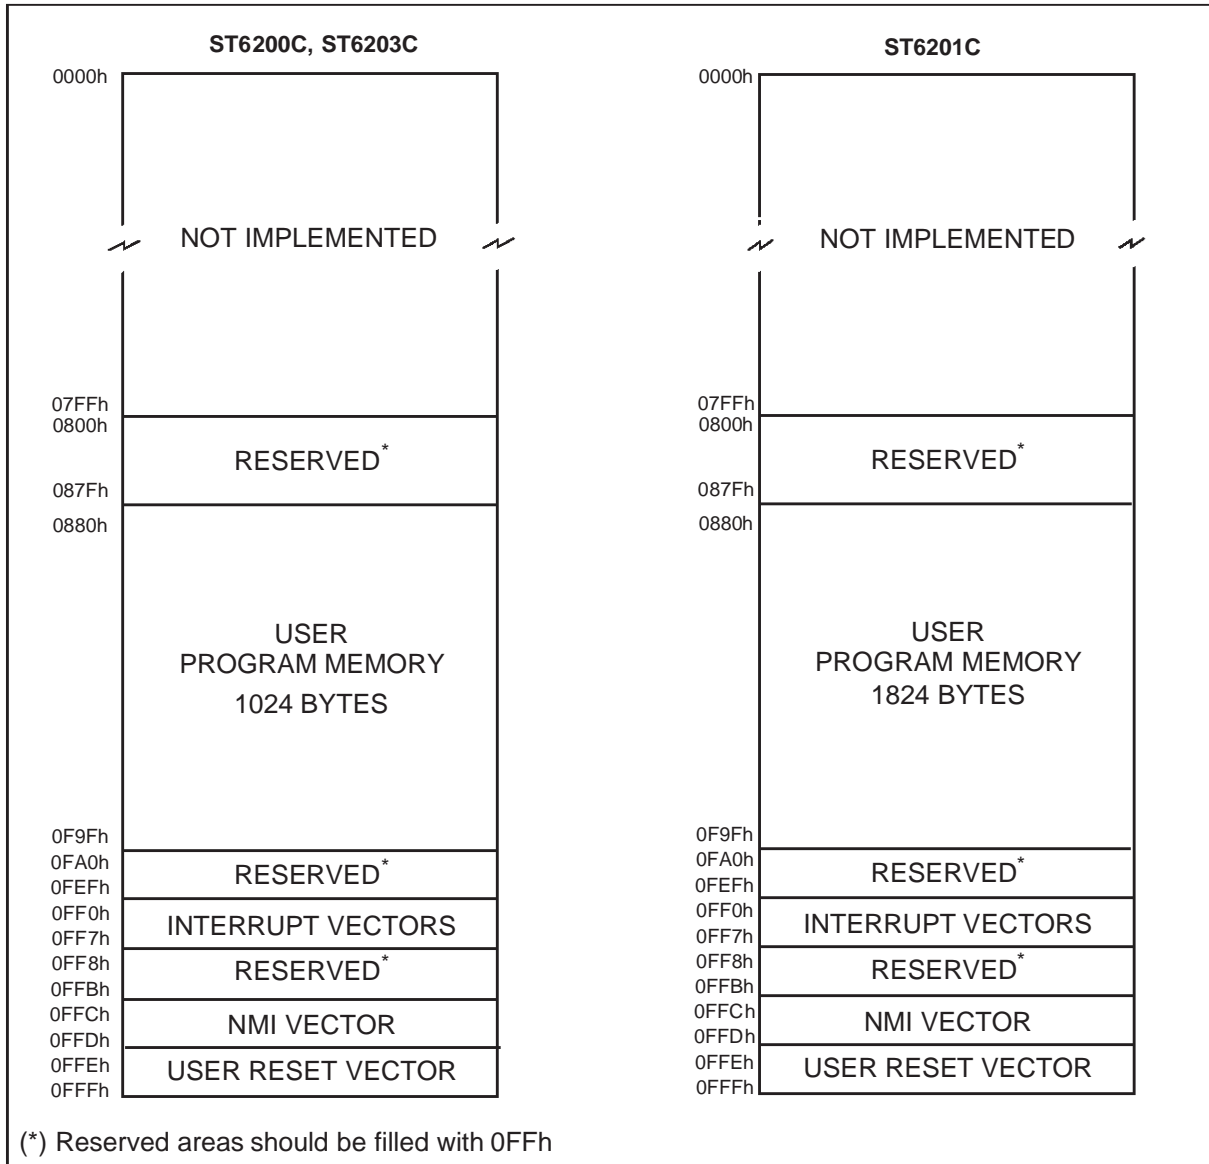 ST6200C, ST6203C
0000h
NOT IMPLEMENTED
07FFh
0800h
RESERVED*
087Fh
0880h
USER
PROGRAM MEMORY
1024 BYTES
0F9Fh
0FA0h
RESERVED*
0FEFh
0FF0h
INTERRUPT VECTORS
0FF7h
0FF8h
RESERVED*
0FFBh
0FFCh
NMI VECTOR
0FFDh
0FFEh
USER RESET VECTOR
0FFFh
ST6201C
0000h
NOT IMPLEMENTED
07FFh
0800h
RESERVED*
087Fh
0880h
USER
PROGRAM MEMORY
1824 BYTES
0F9Fh
0FA0h
RESERVED*
0FEFh
0FF0h
INTERRUPT VECTORS
0FF7h
0FF8h
RESERVED*
0FFBh
0FFCh
NMI VECTOR
0FFDh
0FFEh
USER RESET VECTOR
0FFFh
(*) Reserved areas should be filled with 0FFh